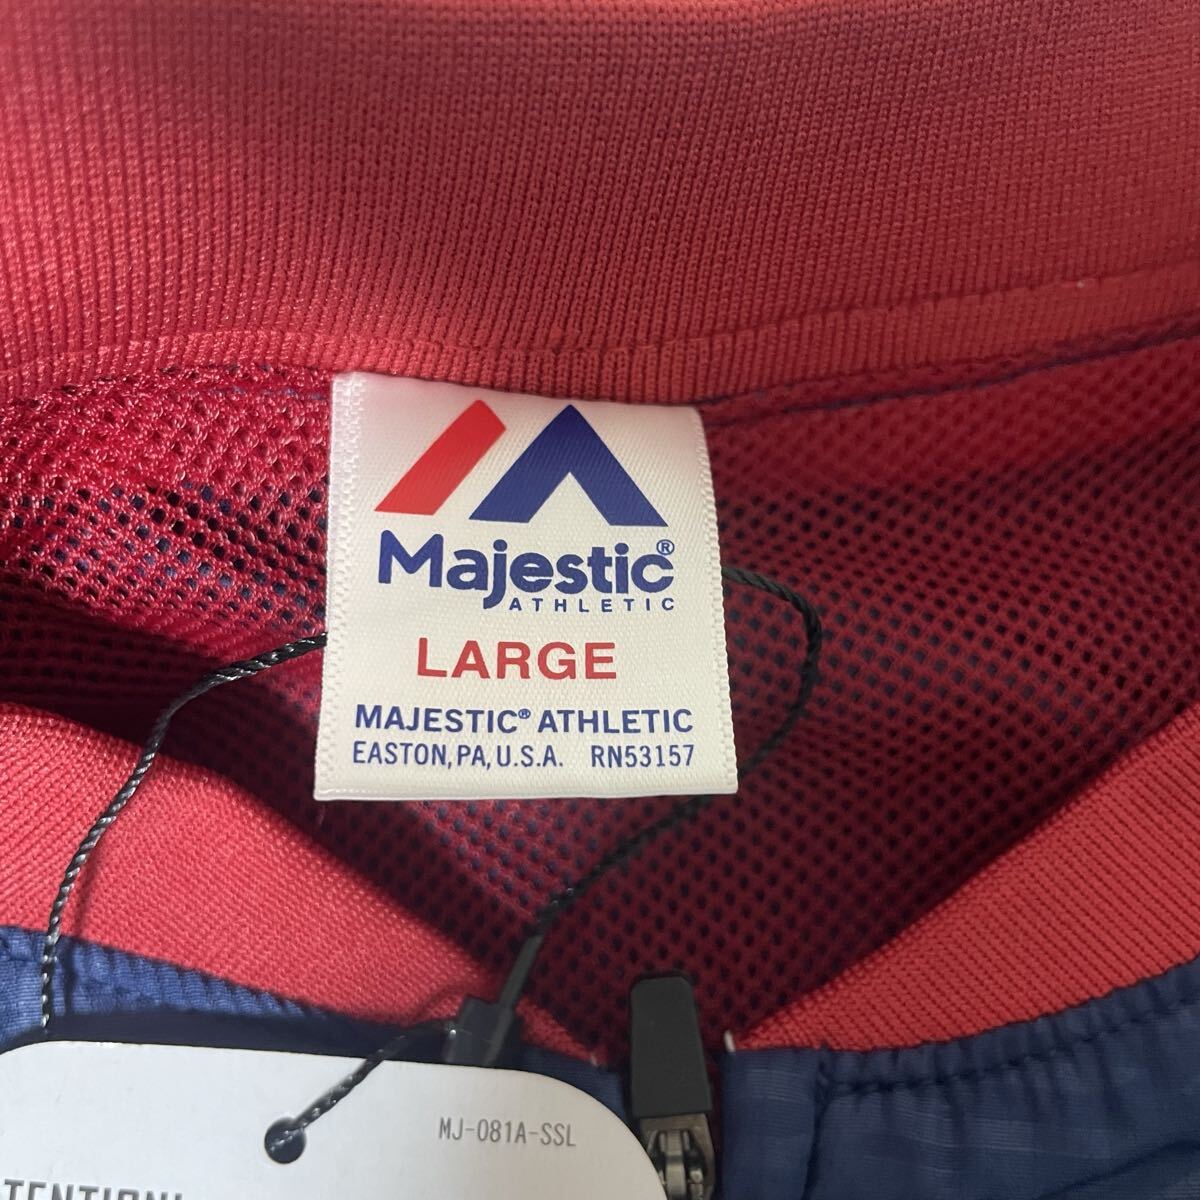 Majestic®
ATHLETIC
LARGE
MAJESTIC® ATHLETIC
EASTON, PA, U.S.A. RN53157
MJ-081A-SSL
TENTION!